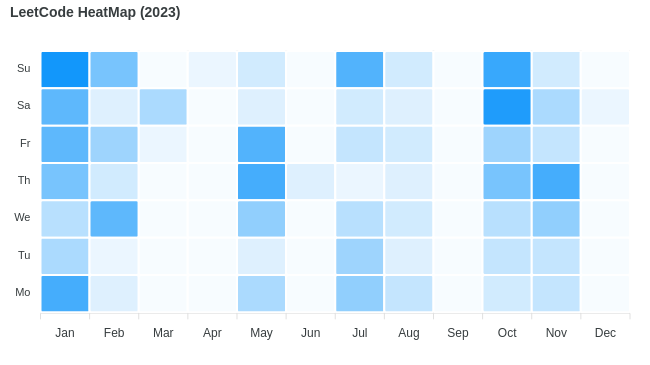 LeetCode HeatMap (2023)
Su
Sa
Fr
Th
We
Tu
Mo
Jan Feb Mar Apr May Jun Jul Aug Sep Oct Nov Dec